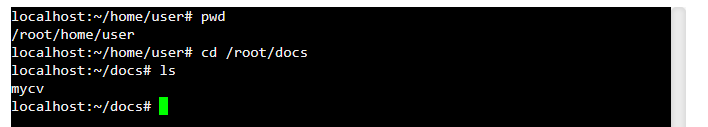 localhost:~/home/user# pwd
/root/home/user
localhost:~/home/user# cd /root/docs
localhost:~/docs# ls
mycv
localhost:~/docs#